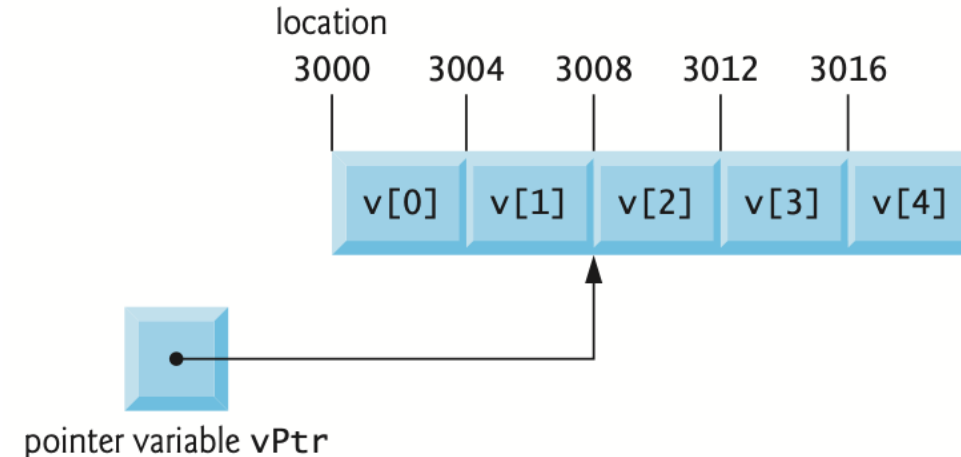 location
3000 3004 3008 3012 3016
v[0] v[1] v[2] v[3] v[4]
pointer variable vPtr